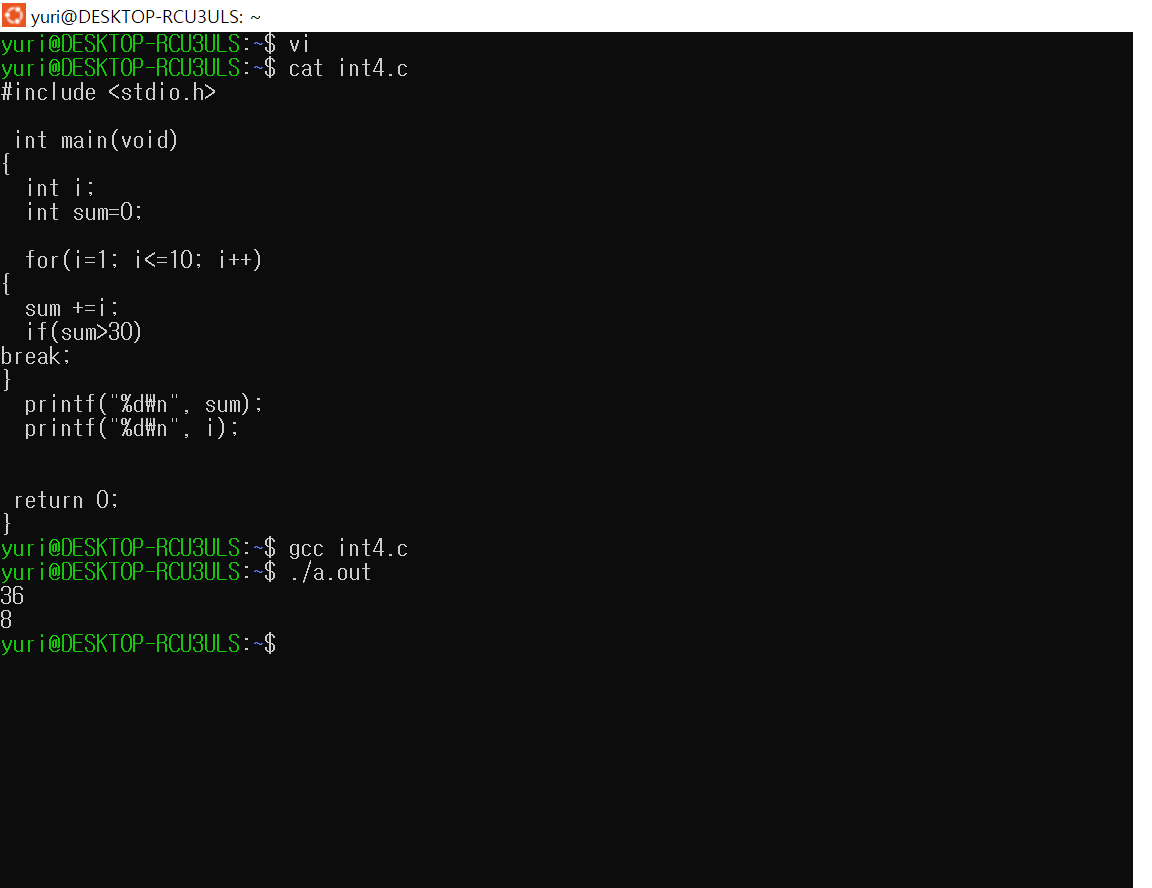 yuri@DESKTOP-RCU3ULS: ~
yuri@DESKTOP-RCU3ULS:~$ vi
yuri@DESKTOP-RCU3ULS:~$ cat int4.c
#include <stdio.h>
int main(void)
{
int i;
int sum=0;
for(i=1; i<=10; i++)
{
sum +=i;
if(sum>30)
break;
}
printf("%d₩n", sum);
printf("%d₩n", i);
return 0;
}
yuri@DESKTOP-RCU3ULS:~$ gcc int4.c
yuri@DESKTOP-RCU3ULS:~$ ./a.out
36
8
yuri@DESKTOP-RCU3ULS:~$